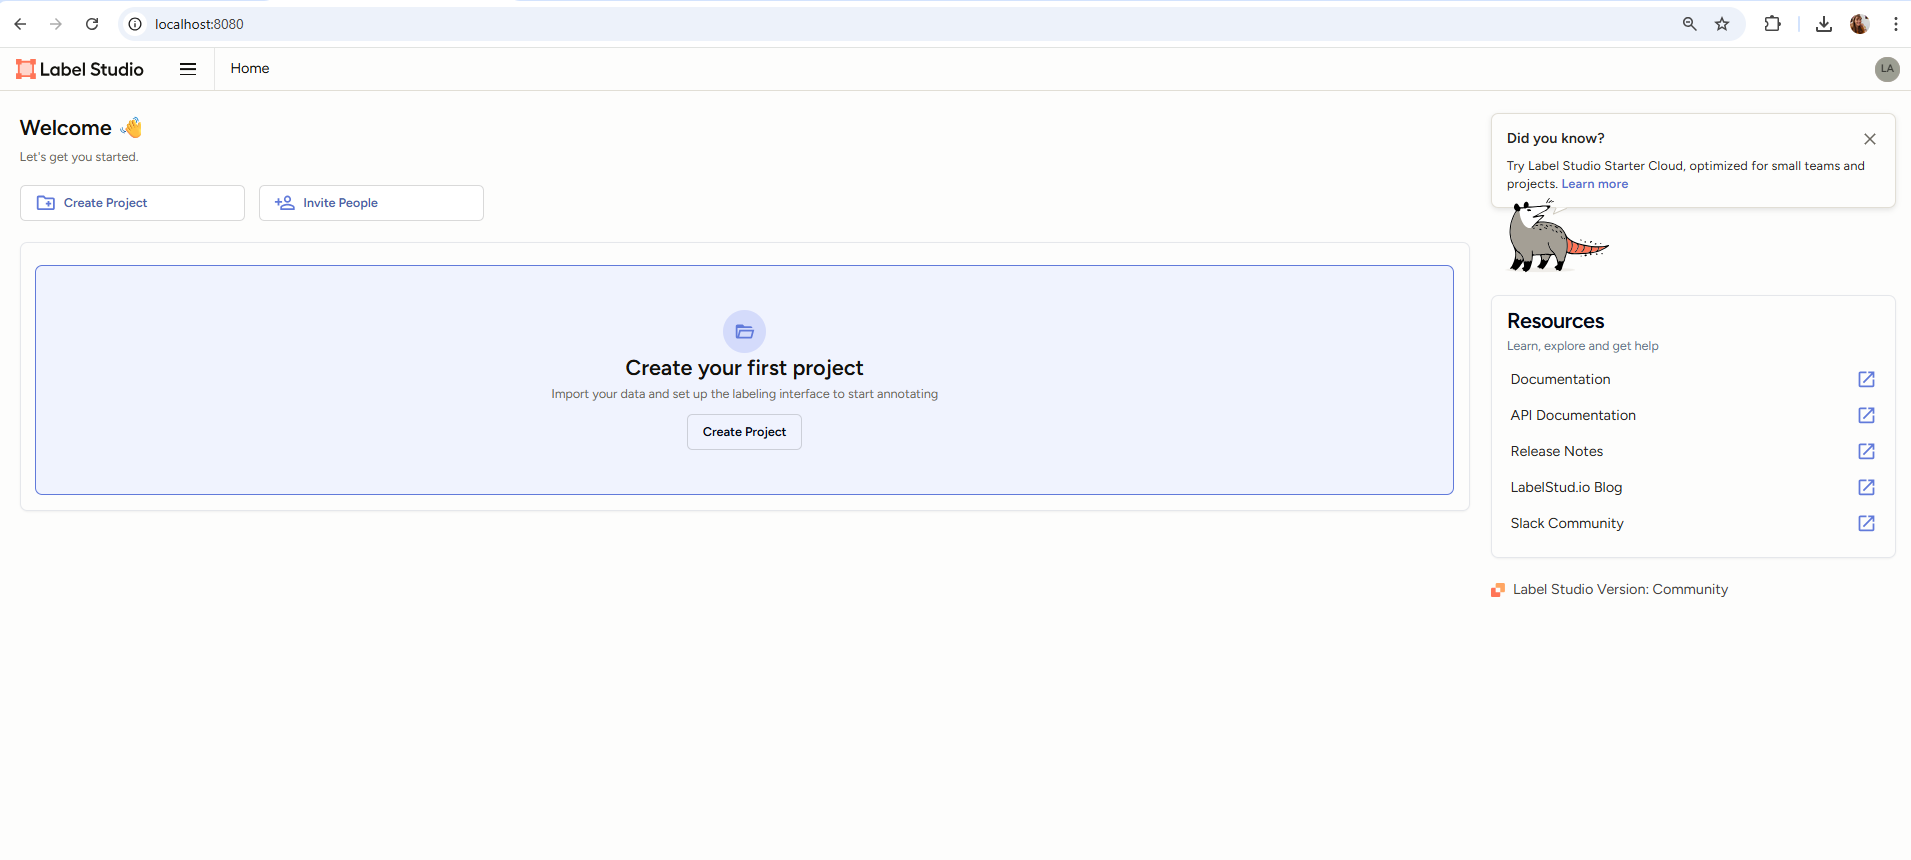 localhost:8080
Label Studio
Home
LA
Welcome 👋
Let's get you started.
Create Project
Invite People
Create your first project
Import your data and set up the labeling interface to start annotating
Create Project
Did you know?
Try Label Studio Starter Cloud, optimized for small teams and
projects. Learn more
Resources
Learn, explore and get help
Documentation
API Documentation
Release Notes
LabelStud.io Blog
Slack Community
Label Studio Version: Community